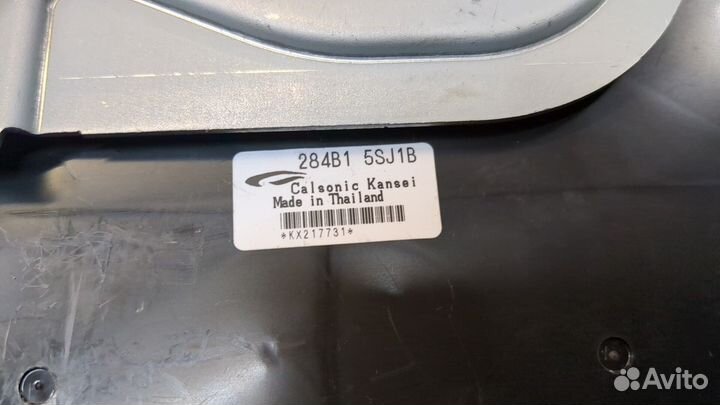 284B1 5SJ1B
Calsonic Kansei
Made in Thailand
*KX217731*
Avito